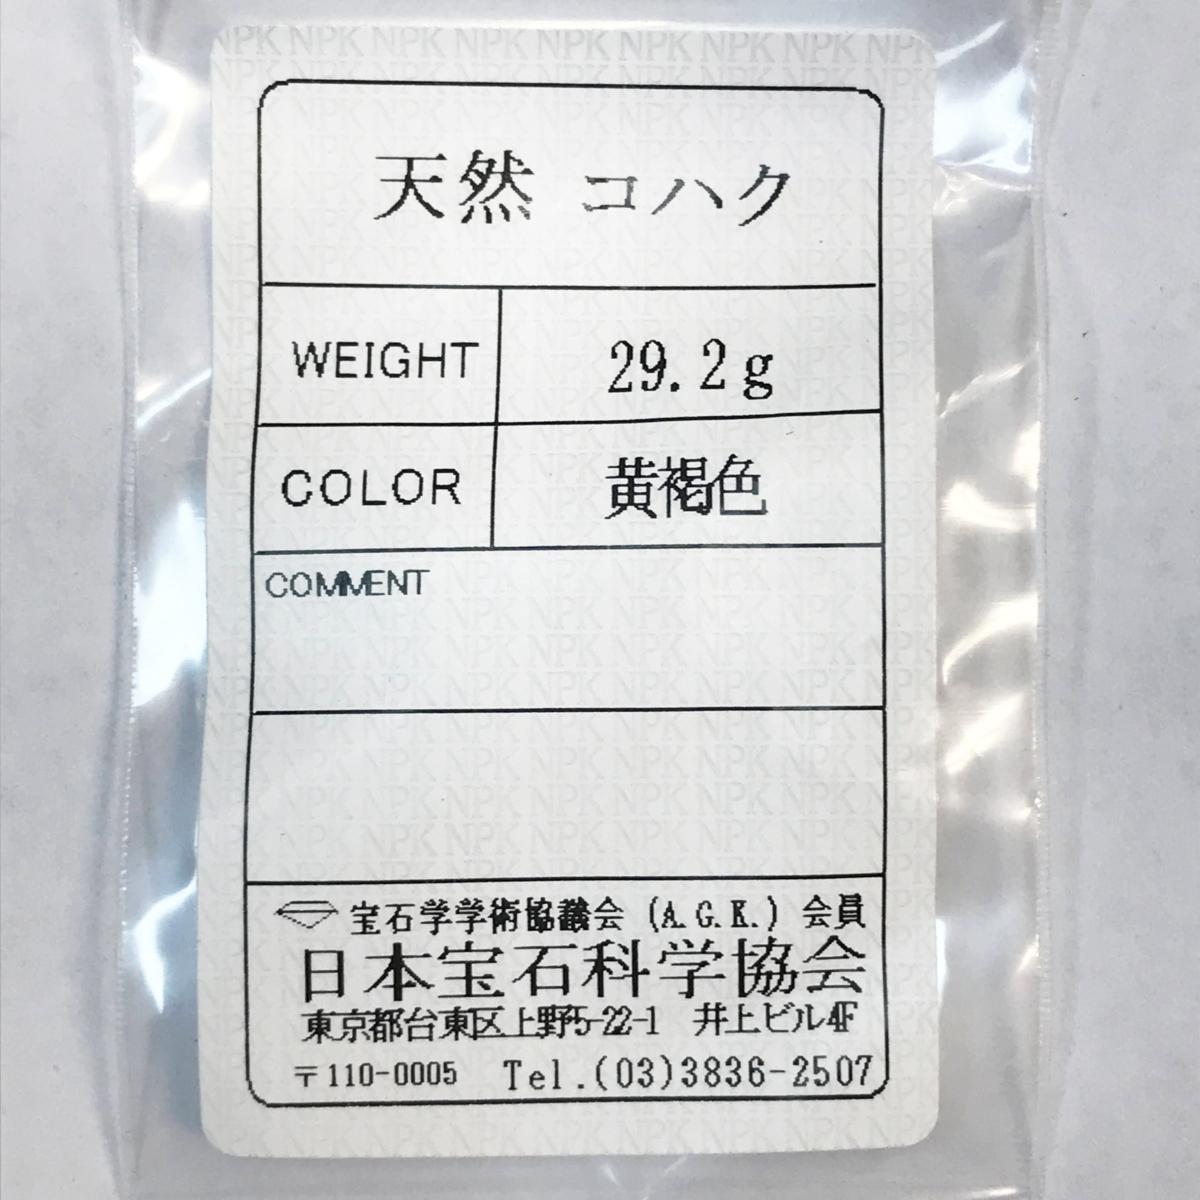 天然 コハク
WEIGHT 29.2g
COLOR 黄褐色
COMMENT
宝石学学術協議会 (A.G.K.) 会員
日本宝石科学協会
東京都台東区上野5-22-1 井上ビル4F
〒110-0005 Tel.(03)3836-2507